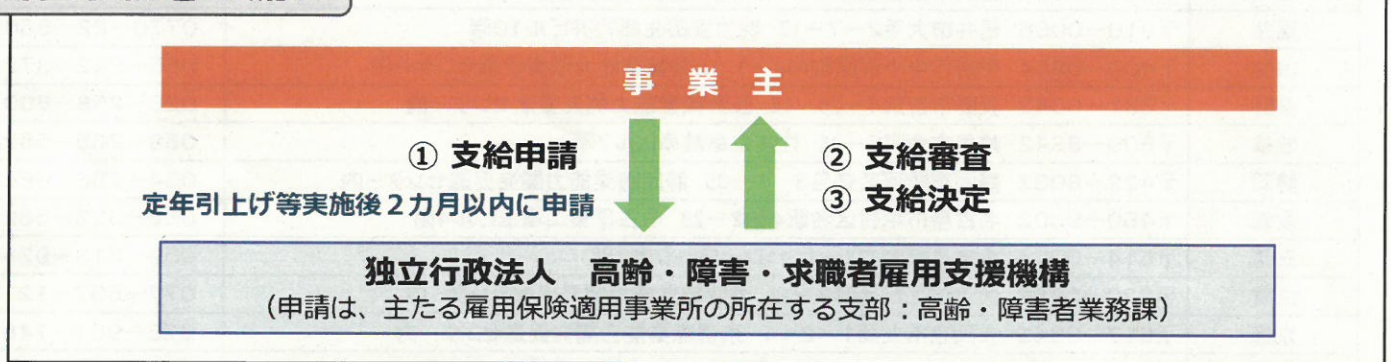 事 業 主
① 支給申請
定年引上げ等実施後２カ月以内に申請
② 支給審査
③ 支給決定
独立行政法人　高齢・障害・求職者雇用支援機構
（申請は、主たる雇用保険適用事業所の所在する支部：高齢・障害者業務課）